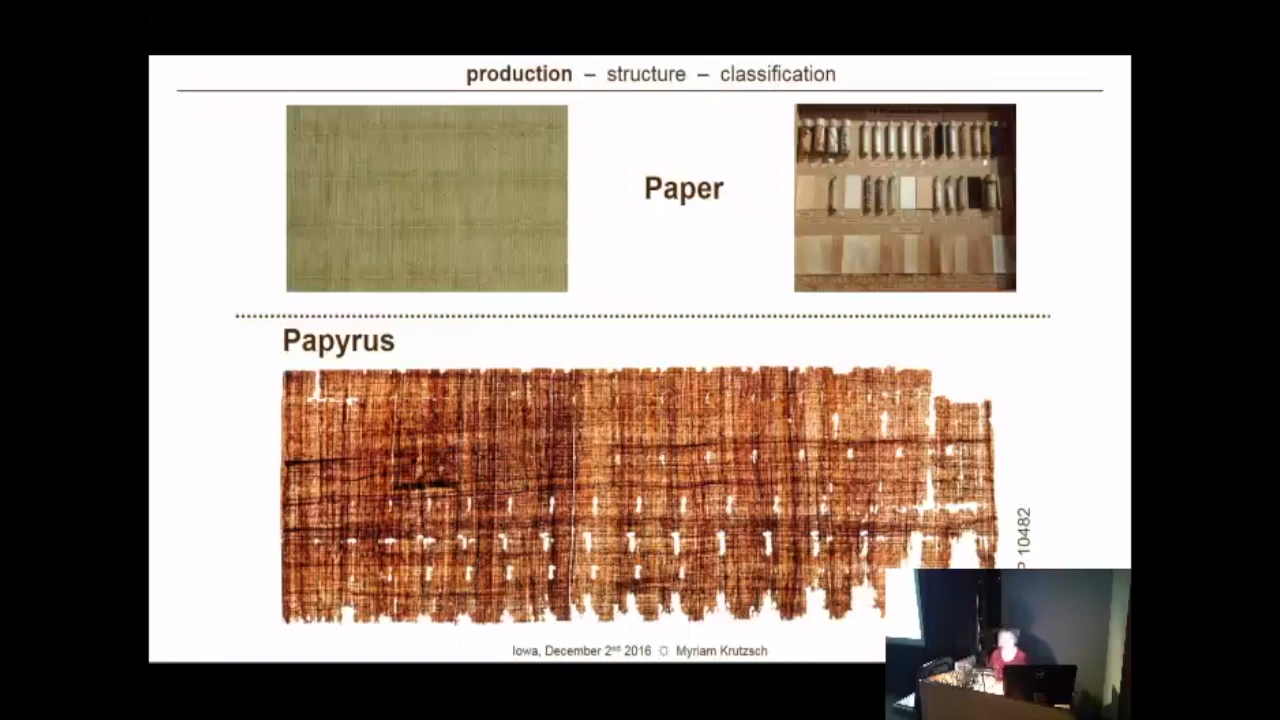 production – structure – classification
Paper
Papyrus
P 10482
Iowa, December 2nd 2016 ☼ Myriam Krutzsch